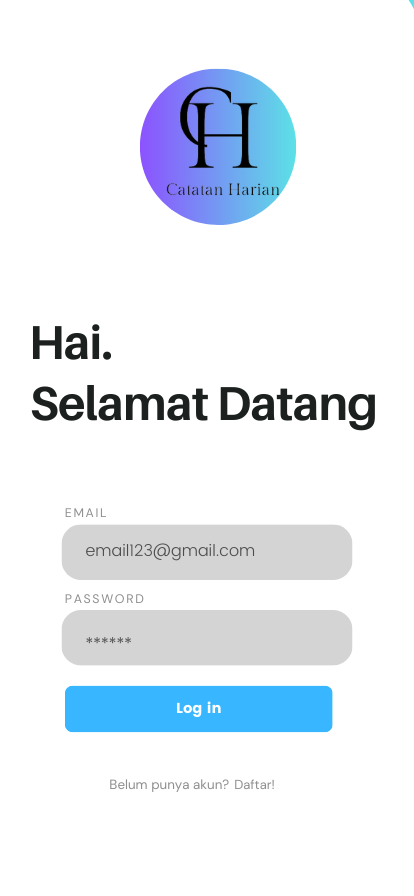 CH
Catatan Harian
Hai.
Selamat Datang
EMAIL
email123@gmail.com
PASSWORD
******
Log in
Belum punya akun? Daftar!